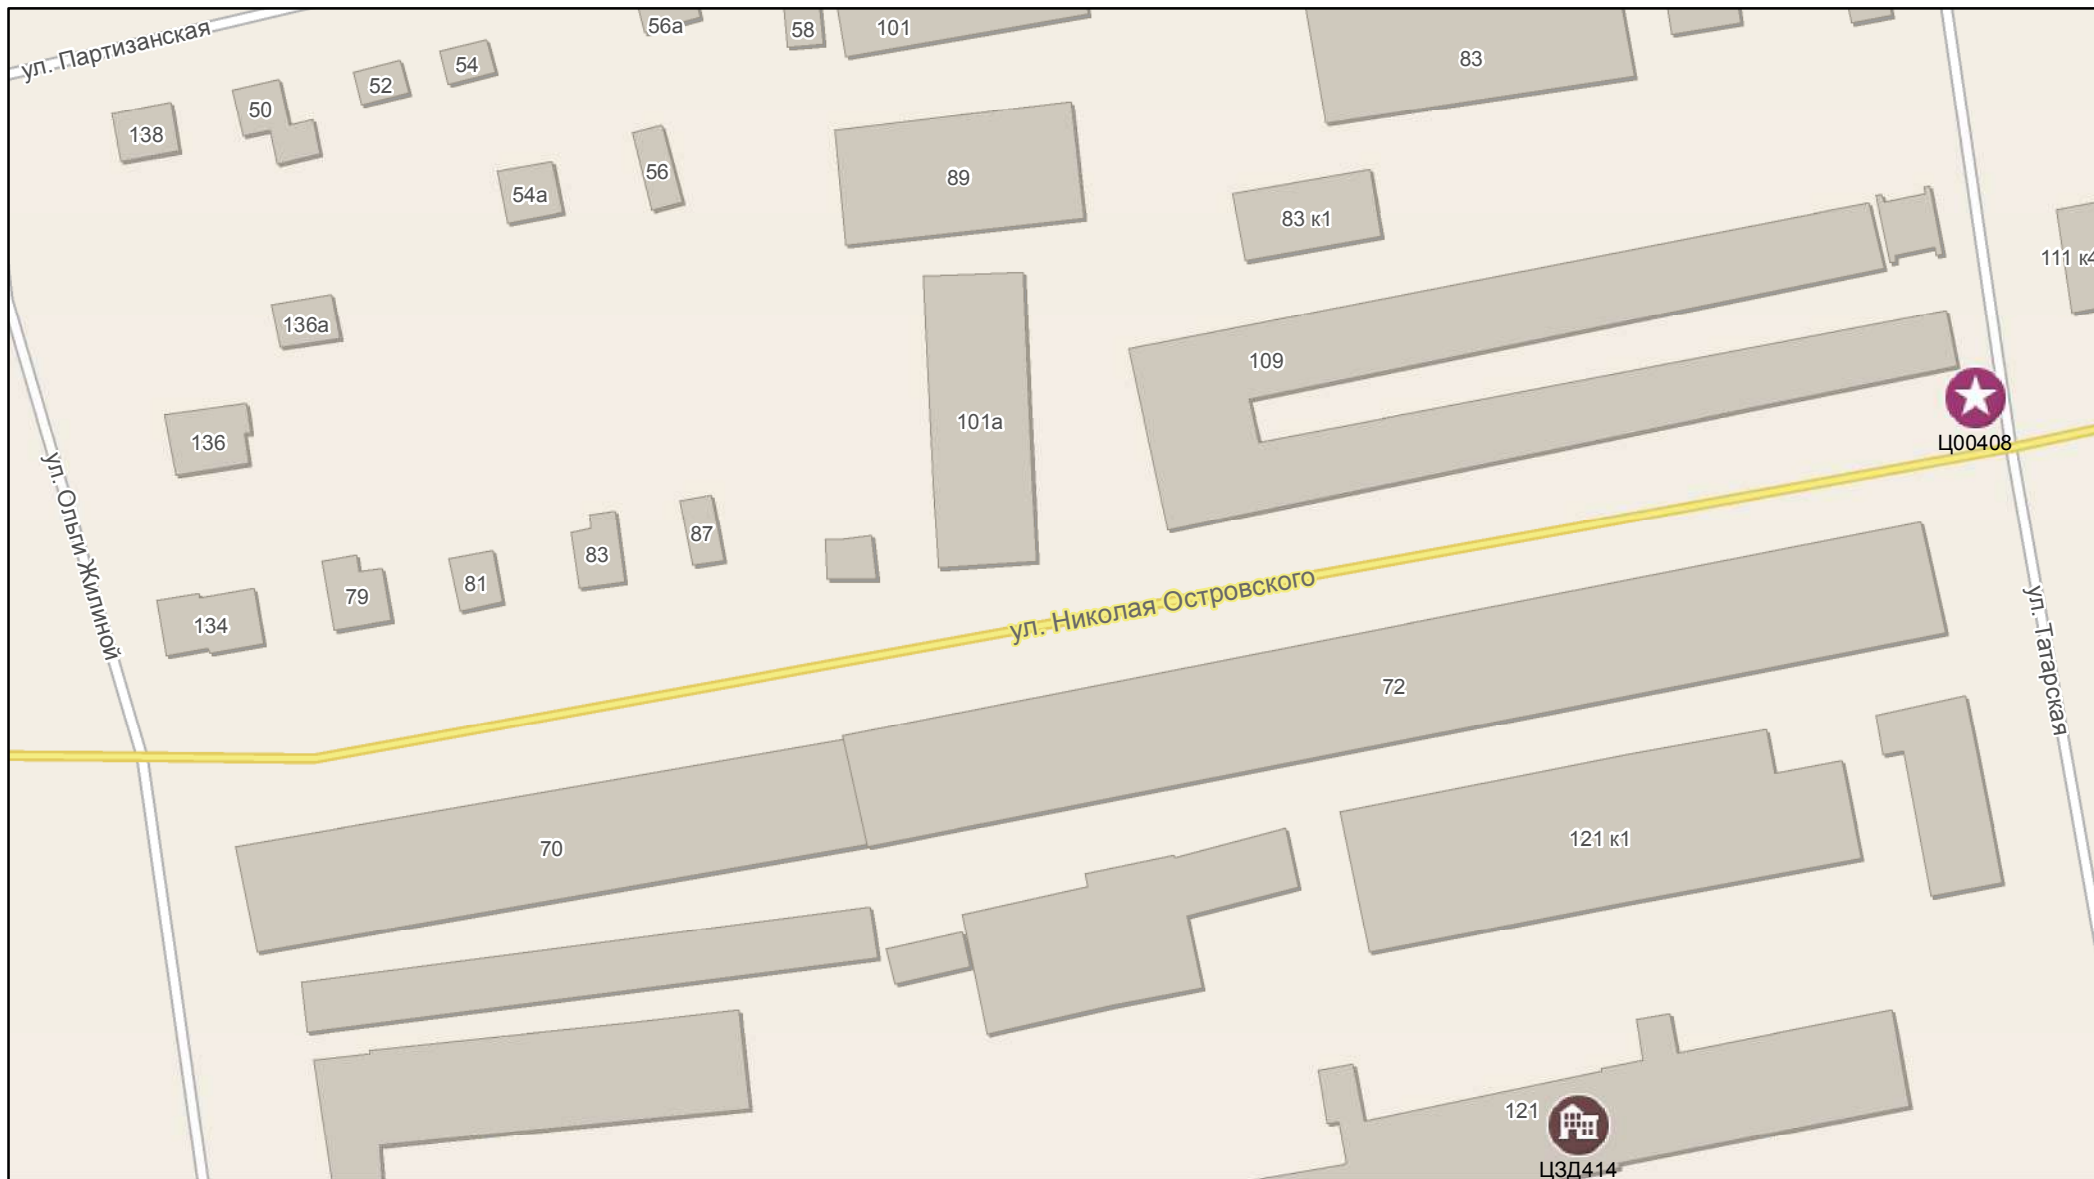 ул. Партизанская
56а
58
101
83
54
52
50
138
56
54а
89
83 к1
111 к4
136а
109
101а
136
Ц00408
ул. Ольги Жилиной
87
83
81
79
134
ул. Николая Островского
ул. Татарская
72
70
121 к1
121
ЦЗД414